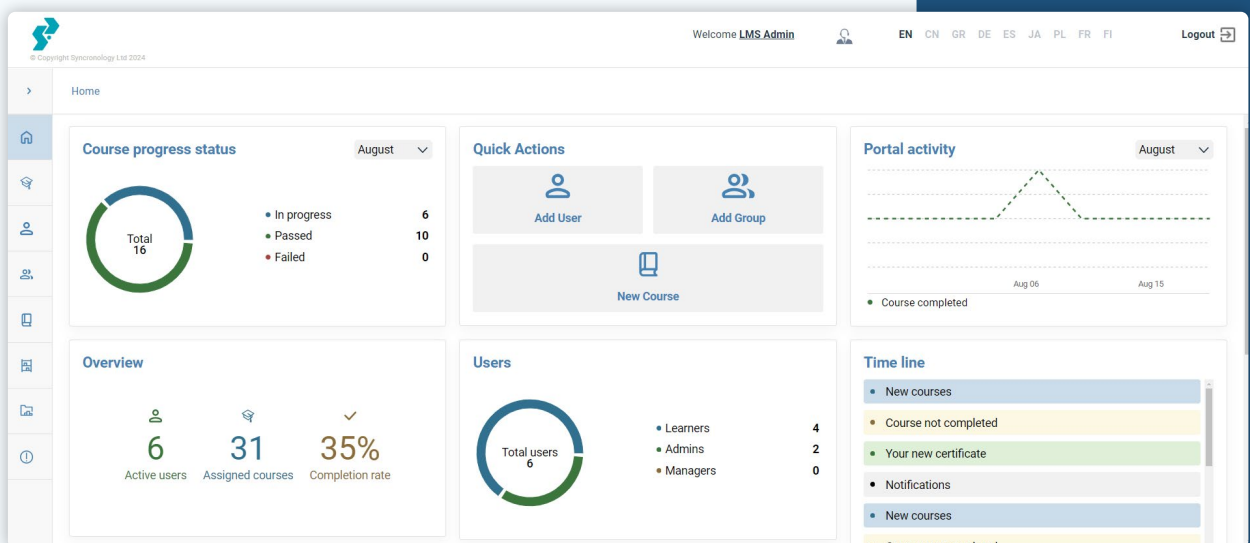 Welcome LMS Admin
EN CN GR DE ES JA PL FR FI
Logout
© Copyright Syncronology Ltd 2024
Home
Course progress status
August
Total
16
In progress 6
Passed 10
Failed 0
Quick Actions
Add User
Add Group
New Course
Portal activity
August
Aug 06
Aug 15
Course completed
Overview
6
Active users
31
Assigned courses
35%
Completion rate
Users
Total users
6
Learners 4
Admins 2
Managers 0
Time line
New courses
Course not completed
Your new certificate
Notifications
New courses